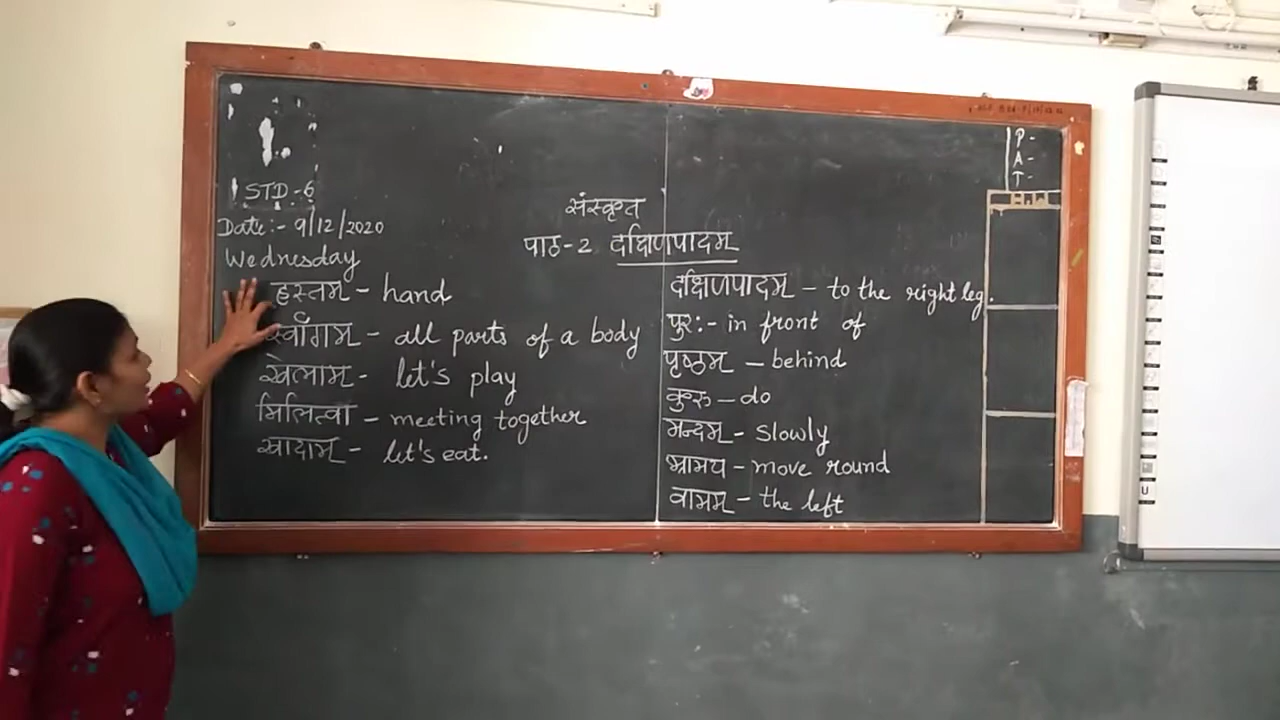 STD-6
Date:- 9/12/2020
Wednesday
संस्कृत
पाठ-2 दक्षिणपादम्
हस्तम् - hand
सर्वांगम् - all parts of a body
खेलाम - let's play
मिलित्वा - meeting together
खादाम - let's eat.
दक्षिणपादम् - to the right leg.
पुर:- in front of
पृष्ठम् - behind
कुरु - do
मन्दम् - slowly
भ्रामय - move round
वामम् - the left
P-
A-
T-
U